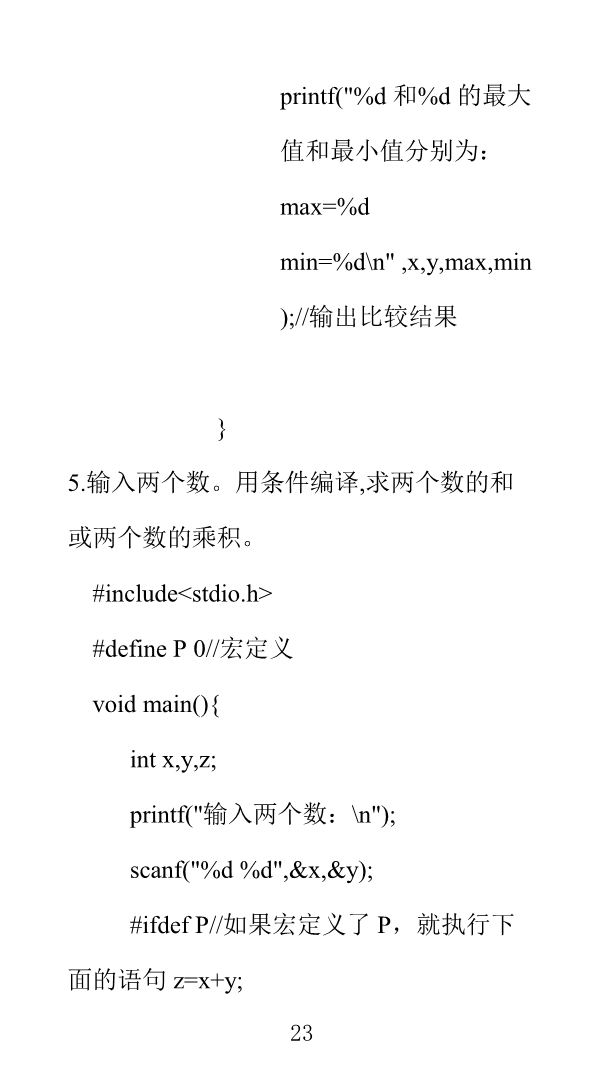 printf("%d 和%d 的最大
值和最小值分别为：
max=%d
min=%d\n" ,x,y,max,min
);//输出比较结果
}
5.输入两个数。用条件编译,求两个数的和
或两个数的乘积。
#include<stdio.h>
#define P 0//宏定义
void main(){
int x,y,z;
printf("输入两个数：\n");
scanf("%d %d",&x,&y);
#ifdef P//如果宏定义了 P，就执行下
面的语句 z=x+y;
23